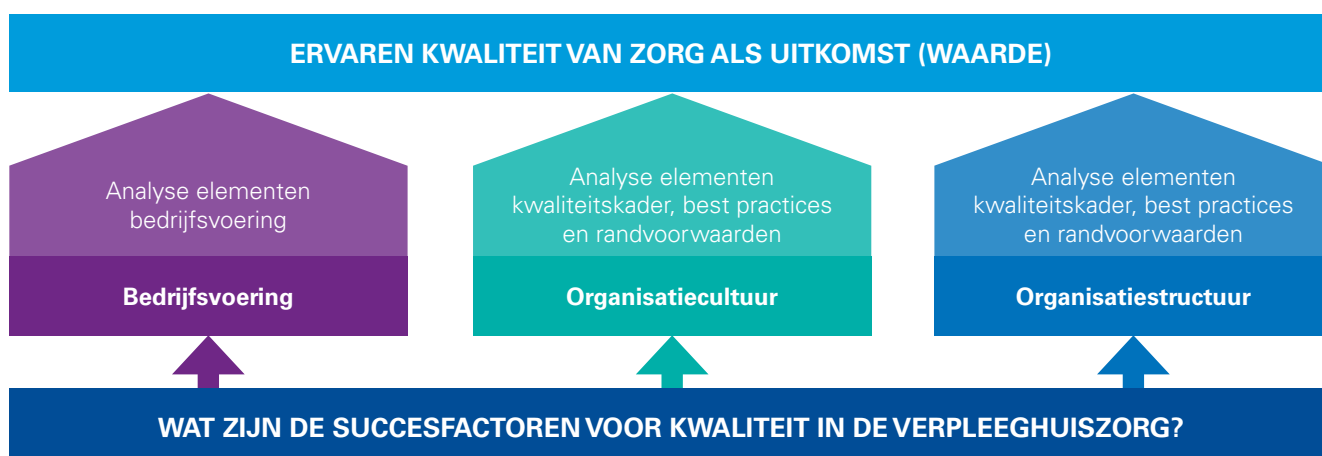 ERVAREN KWALITEIT VAN ZORG ALS UITKOMST (WAARDE)
Analyse elementen
bedrijfsvoering
Bedrijfsvoering
Analyse elementen
kwaliteitskader, best practices
en randvoorwaarden
Organisatiecultuur
Analyse elementen
kwaliteitskader, best practices
en randvoorwaarden
Organisatiestructuur
WAT ZIJN DE SUCCESFACTOREN VOOR KWALITEIT IN DE VERPLEEGHUISZORG?